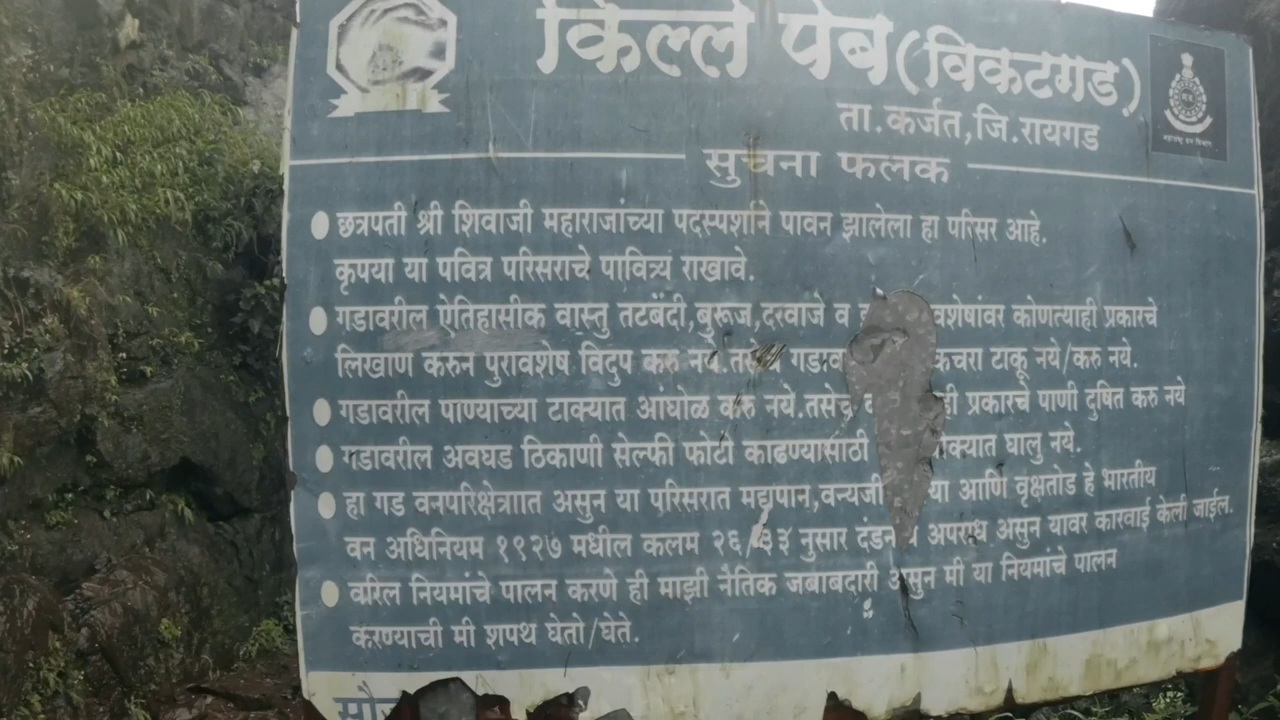 किल्ले पेब (विकटगड)
ता.कर्जत,जि.रायगड
सुचना फलक
छत्रपती श्री शिवाजी महाराजांच्या पदस्पर्शाने पावन झालेला हा परिसर आहे.
कृपया या पवित्र परिसराचे पावित्र्य राखावे.
गडावरील ऐतिहासीक वास्तु तटबंदी,बुरूज,दरवाजे व वशेषांवर कोणत्याही प्रकारचे
लिखाण करुन पुरावशेष विदुप करु नये.तसेच कचरा टाकू नये/करु नये.
गडावरील पाण्याच्या टाक्यात आंघोळ करु नये.तसेच ही प्रकारचे पाणी दुषित करु नये
गडावरील अवघड ठिकाणी सेल्फी फोटो काढण्यासाठी क्यात घालु नये.
हा गड वनपरिक्षेत्रात असुन या परिसरात मद्यपान,वन्यजी या आणि वृक्षतोड हे भारतीय
वन अधिनियम १९२७ मधील कलम २६/३३ नुसार अपराध असुन यावर कारवाई केली जाईल.
वरिल नियमांचे पालन करणे ही माझी नैतिक जबाबदारी असुन मी या नियमांचे पालन
करण्याची मी शपथ घेतो/घेते.